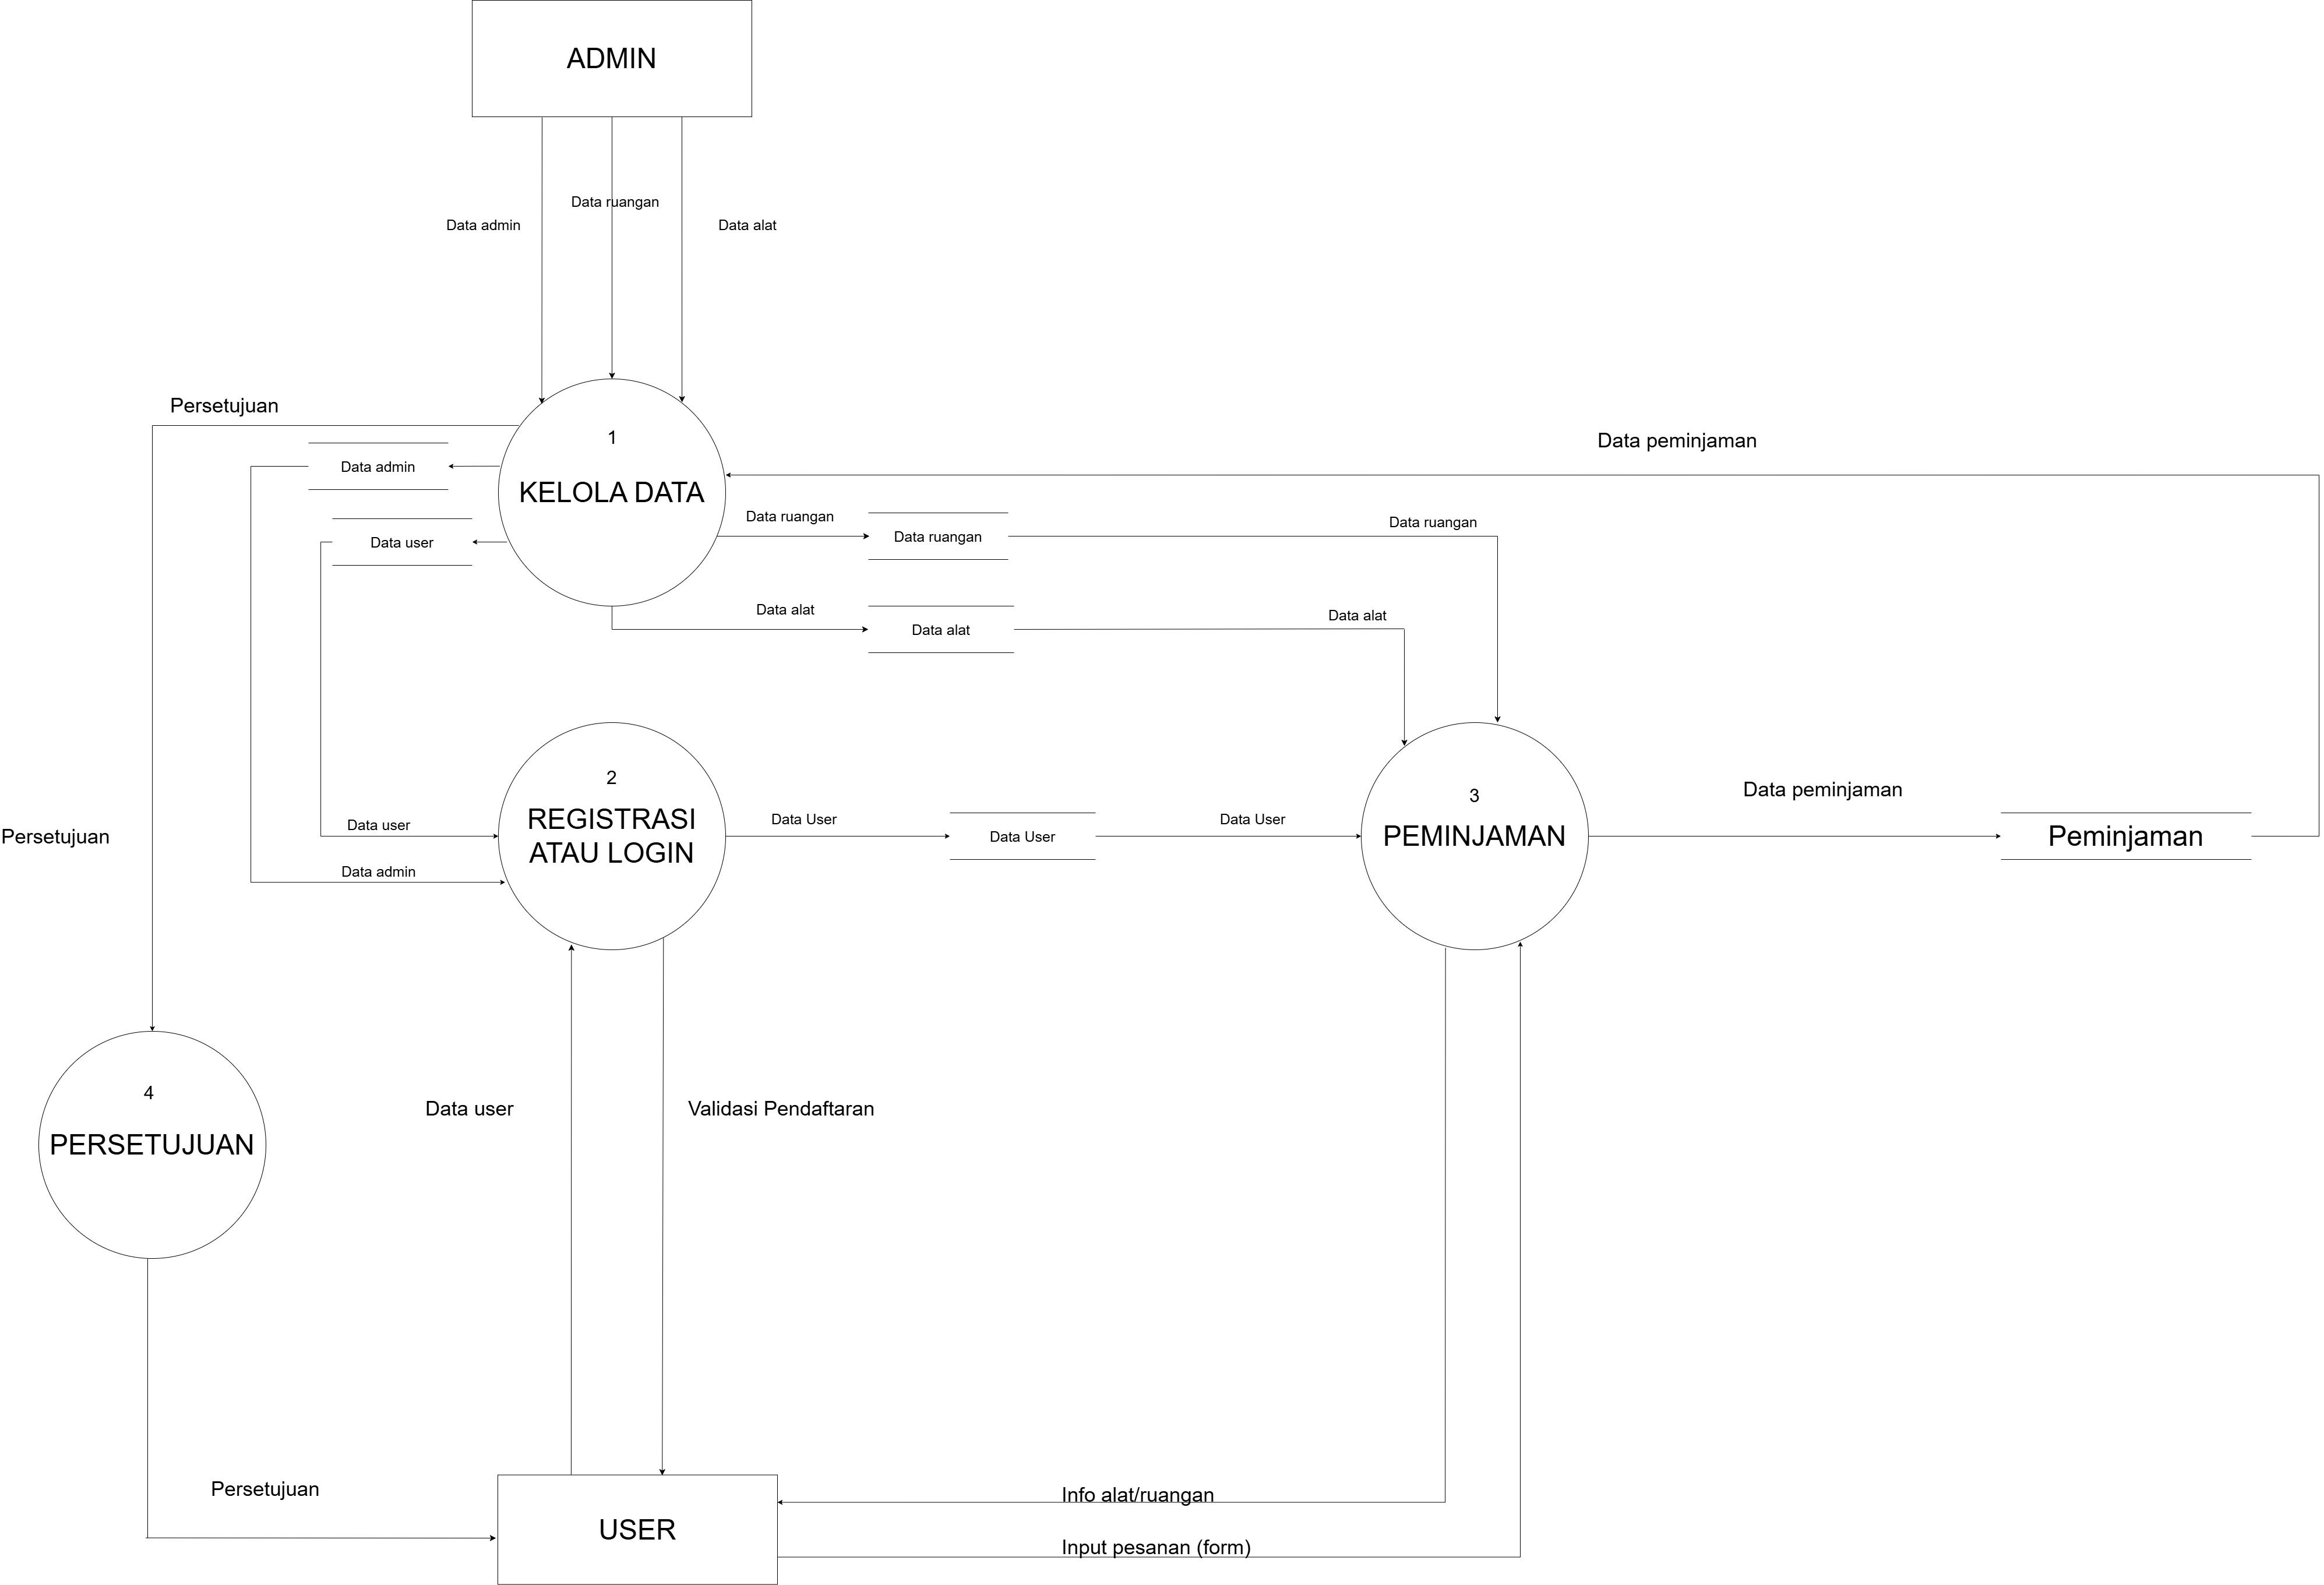 ADMIN
Data ruangan
Data admin
Data alat
Persetujuan
1
KELOLA DATA
Data admin
Data user
Data peminjaman
Data ruangan
Data ruangan
Data ruangan
Data alat
Data alat
Data alat
2
REGISTRASI
ATAU LOGIN
3
PEMINJAMAN
Data peminjaman
Peminjaman
Data User
Data User
Data User
Data user
Persetujuan
Data admin
4
PERSETUJUAN
Data user
Validasi Pendaftaran
Persetujuan
Info alat/ruangan
USER
Input pesanan (form)